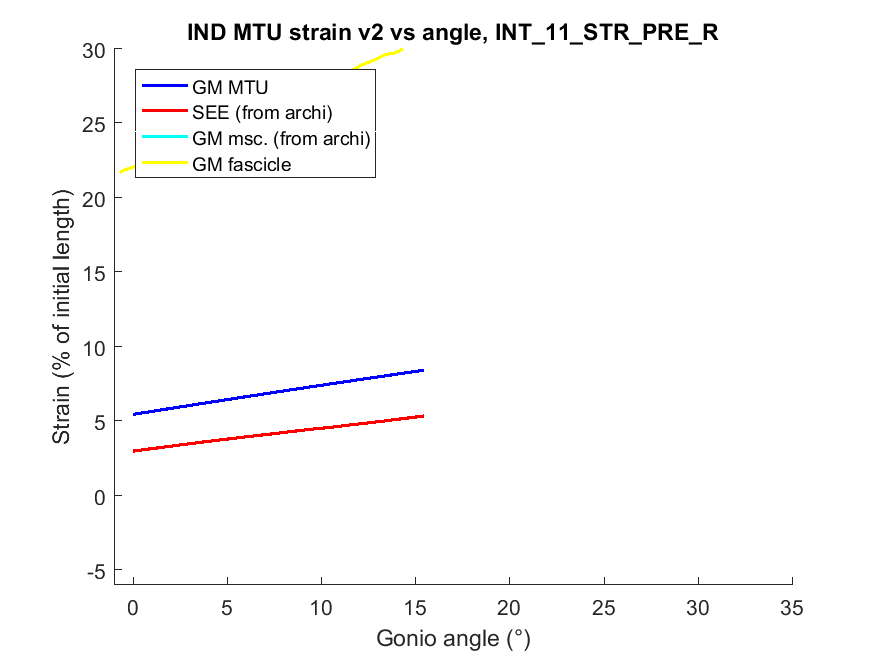 IND MTU strain v2 vs angle, INT_11_STR_PRE_R
30
25
20
15
10
5
0
-5
Strain (% of initial length)
GM MTU
SEE (from archi)
GM msc. (from archi)
GM fascicle
0 5 10 15 20 25 30 35
Gonio angle (°)